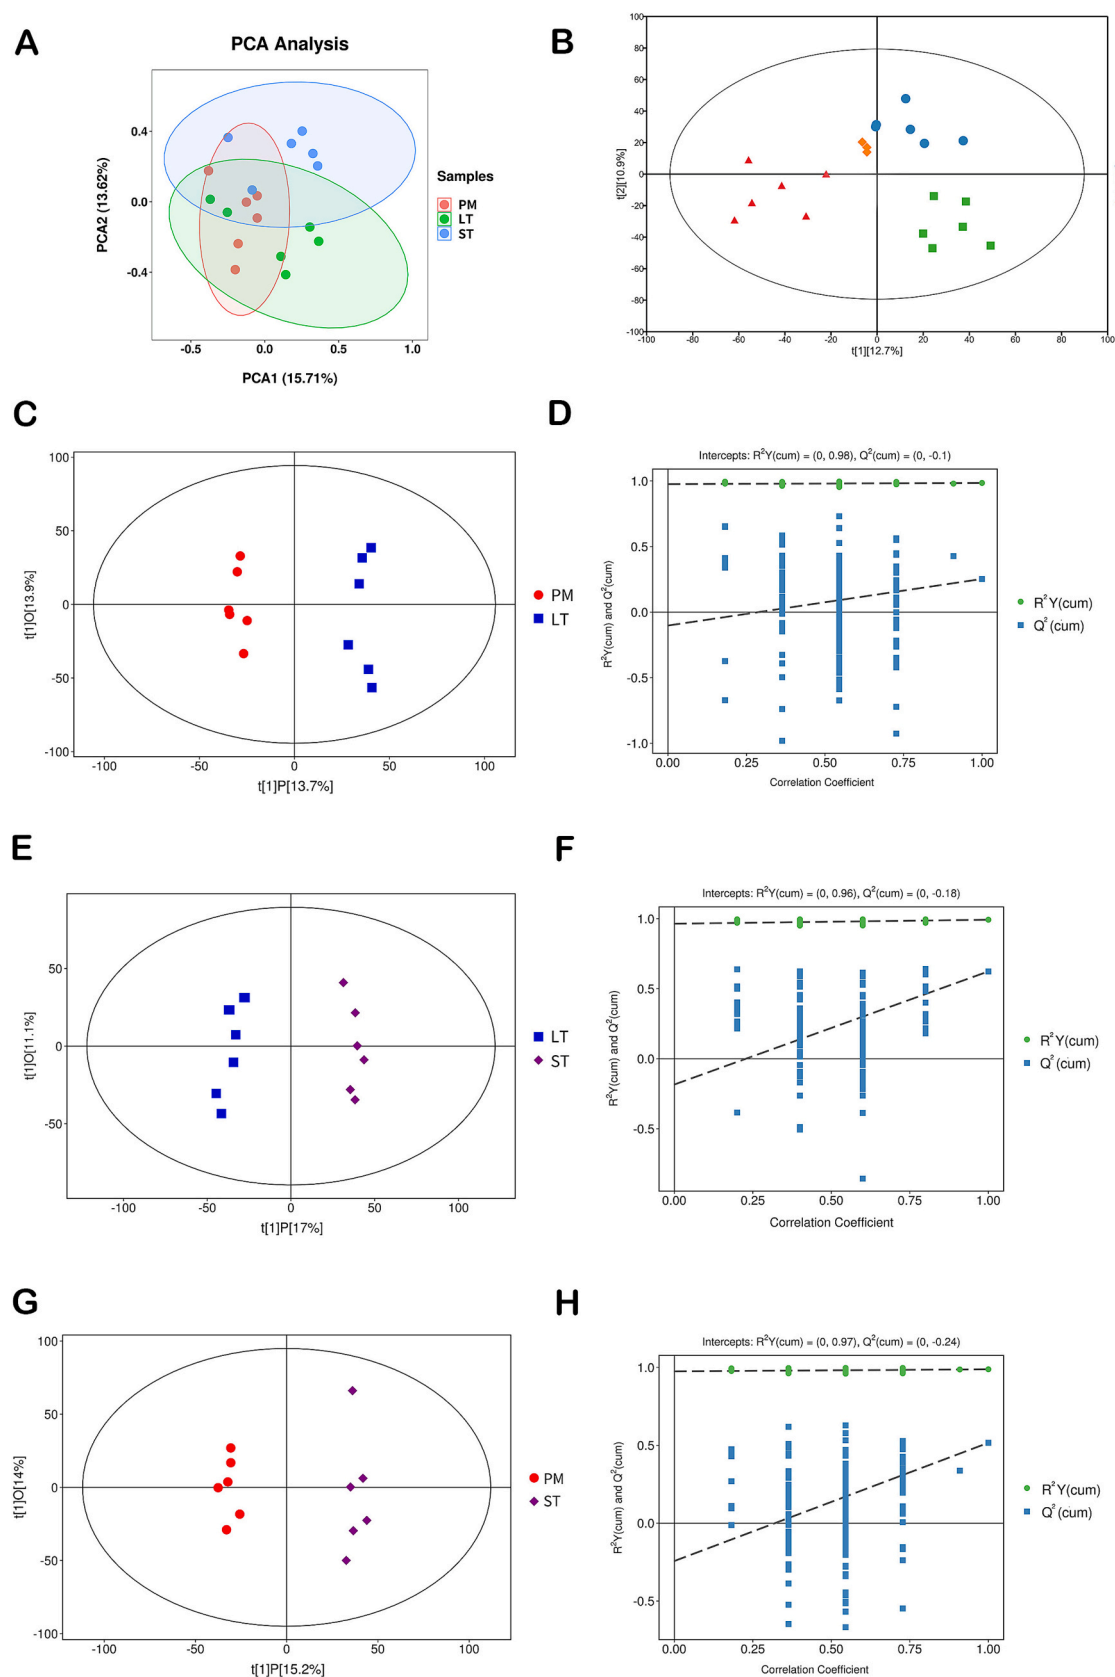 A
PCA Analysis
0.4
0.0
-0.4
PCA2 (13.62%)
-0.5
0.0
0.5
1.0
PCA1 (15.71%)
Samples
PM
LT
ST
B
100
80
60
40
20
0
-20
-40
-60
-80
-100
t[2][10.9%]
-100
-80
-60
-40
-20
0
20
40
60
80
100
t[1][12.7%]
C
100
50
0
-50
-100
t[1]O[13.9%]
-100
-50
0
50
100
t[1]P[13.7%]
PM
LT
D
Intercepts: R²Y(cum) = (0, 0.98), Q²(cum) = (0, -0.1)
1.0
0.5
0.0
-0.5
-1.0
R²Y(cum) and Q²(cum)
0.00
0.25
0.50
0.75
1.00
Correlation Coefficient
R²Y(cum)
Q²(cum)
E
50
0
-50
t[1]O[11.1%]
-100
-50
0
50
100
t[1]P[17%]
LT
ST
F
Intercepts: R²Y(cum) = (0, 0.96), Q²(cum) = (0, -0.18)
1.0
0.5
0.0
-0.5
R²Y(cum) and Q²(cum)
0.00
0.25
0.50
0.75
1.00
Correlation Coefficient
R²Y(cum)
Q²(cum)
G
100
50
0
-50
-100
t[1]O[14%]
-100
-50
0
50
100
t[1]P[15.2%]
PM
ST
H
Intercepts: R²Y(cum) = (0, 0.97), Q²(cum) = (0, -0.24)
1.0
0.5
0.0
-0.5
R²Y(cum) and Q²(cum)
0.00
0.25
0.50
0.75
1.00
Correlation Coefficient
R²Y(cum)
Q²(cum)